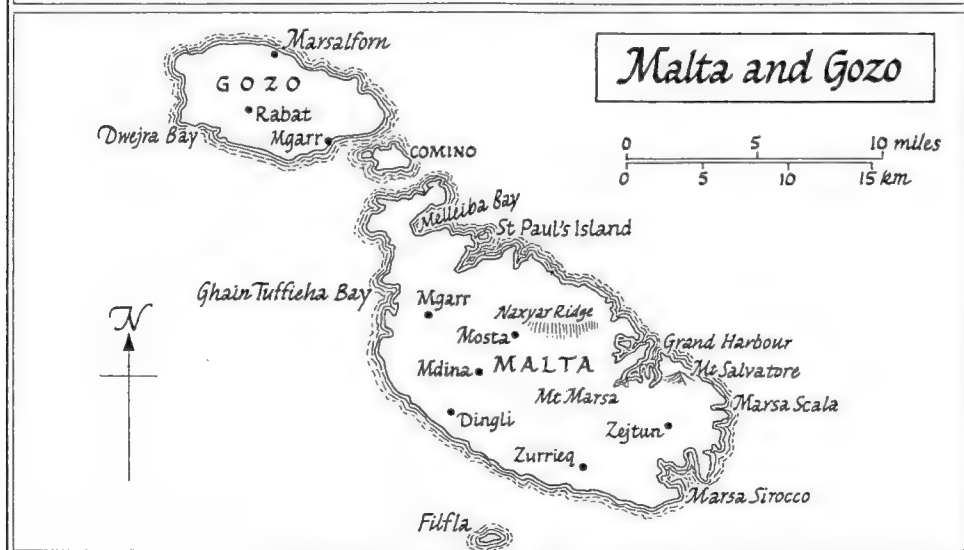 Marsalforn
Malta and Gozo
GOZO
Rabat
Dwejra Bay
Mgarr
COMINO
0 5 10 miles
0 5 10 15 km
Melleiba Bay
St Paul's Island
Ghain Tuffieha Bay
Mgarr
Naxyar Ridge
N
Mosta
Grand Harbour
Mdina
MALTA
Mt Salvatore
Mt Marsa
Marsa Scala
Dingli
Zejtun
Zurrieq
Marsa Sirocco
Filfla